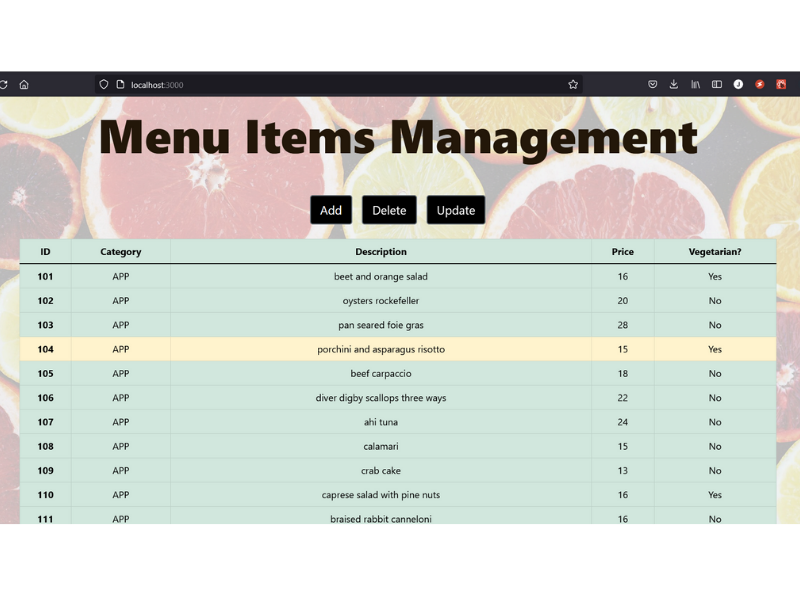 localhost:3000
Menu Items Management
Add Delete Update
ID Category Description Price Vegetarian?
101 APP beet and orange salad 16 Yes
102 APP oysters rockefeller 20 No
103 APP pan seared foie gras 28 No
104 APP porchini and asparagus risotto 15 Yes
105 APP beef carpaccio 18 No
106 APP diver digby scallops three ways 22 No
107 APP ahi tuna 24 No
108 APP calamari 15 No
109 APP crab cake 13 No
110 APP caprese salad with pine nuts 16 Yes
111 APP braised rabbit canneloni 16 No